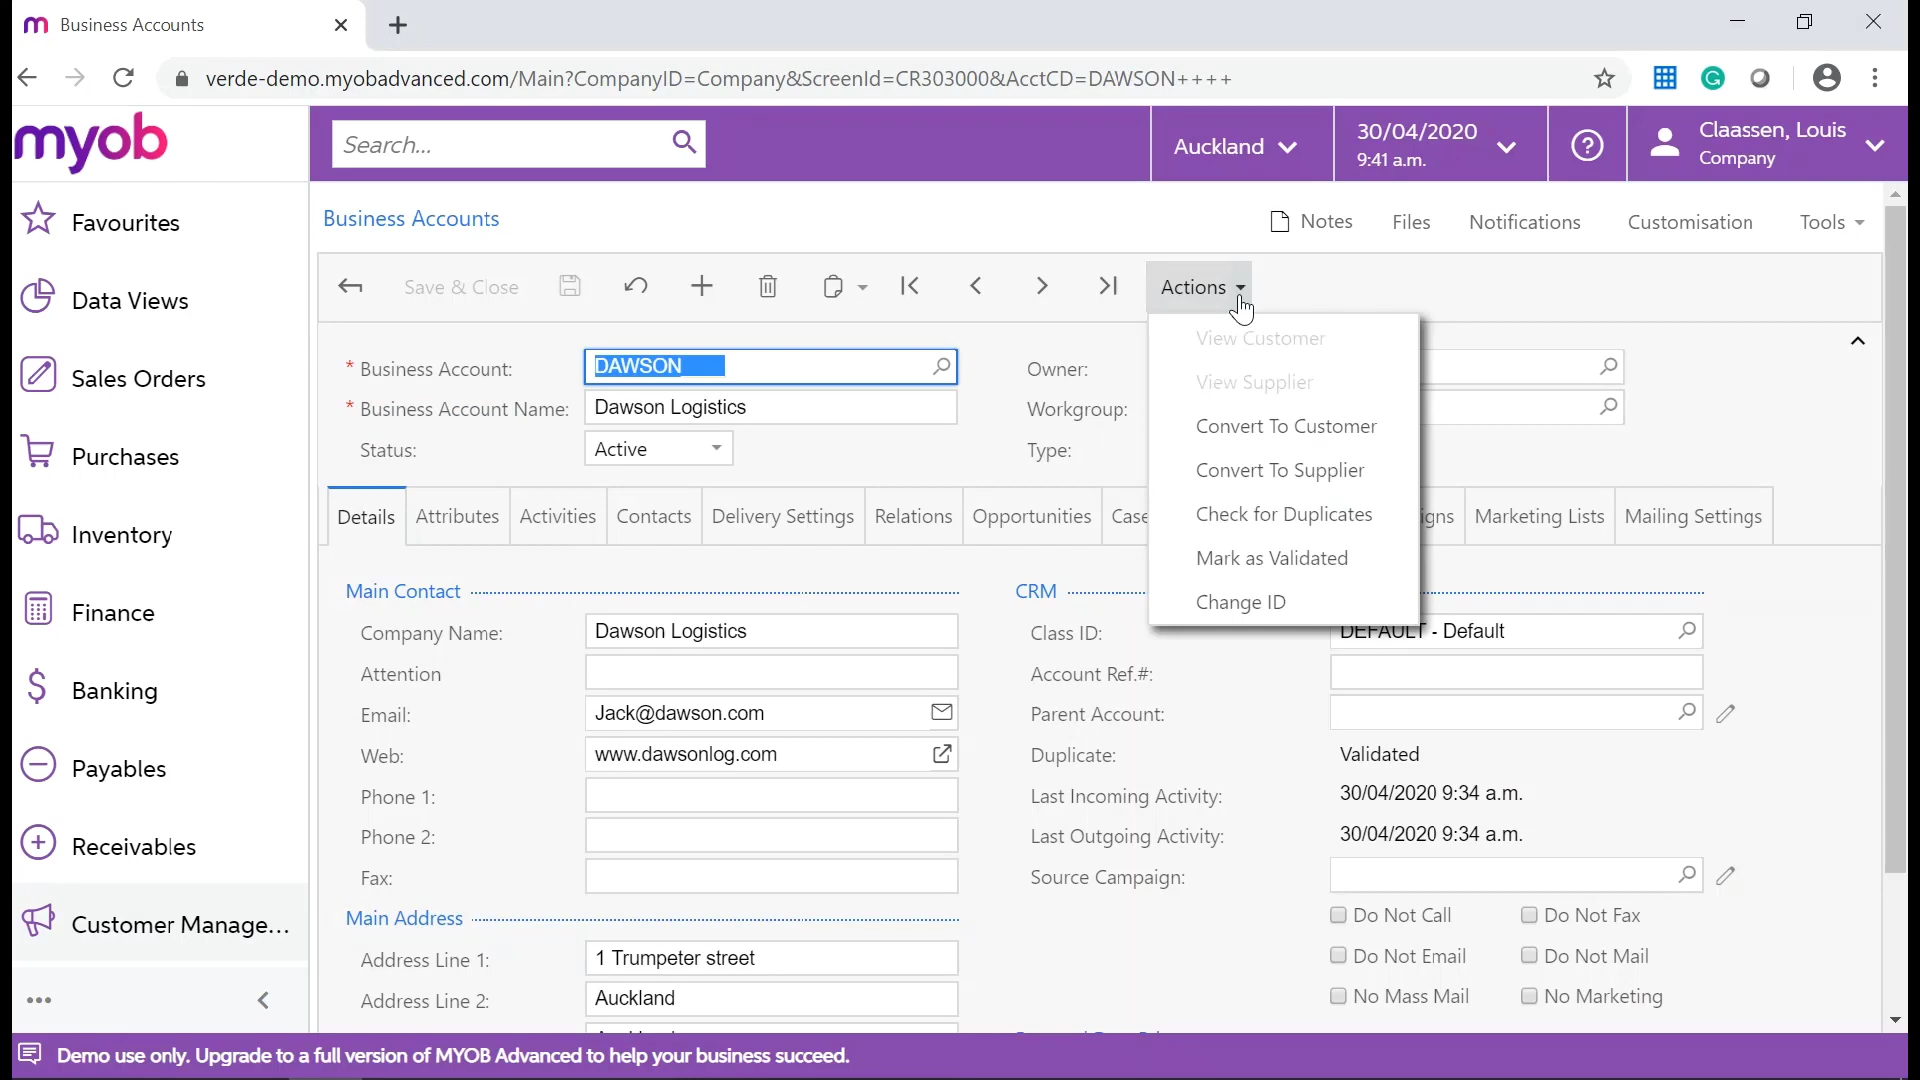 Business Accounts
verde-demo.myobadvanced.com/Main?CompanyID=Company&ScreenId=CR303000&AcctCD=DAWSON++++
myob
Search...
Auckland
30/04/2020
9:41 a.m.
Claassen, Louis
Company
Favourites
Data Views
Sales Orders
Purchases
Inventory
Finance
Banking
Payables
Receivables
Customer Manage...
Business Accounts
Notes Files Notifications Customisation Tools
Save & Close
Actions
View Customer
View Supplier
Convert To Customer
Convert To Supplier
Check for Duplicates
Mark as Validated
Change ID
* Business Account: DAWSON
* Business Account Name: Dawson Logistics
Status: Active
Owner:
Workgroup:
Type:
Details Attributes Activities Contacts Delivery Settings Relations Opportunities Case igns Marketing Lists Mailing Settings
Main Contact
Company Name: Dawson Logistics
Attention
Email: Jack@dawson.com
Web: www.dawsonlog.com
Phone 1:
Phone 2:
Fax:
Main Address
Address Line 1: 1 Trumpeter street
Address Line 2: Auckland
CRM
Class ID: DEFAULT - Default
Account Ref.#:
Parent Account:
Duplicate: Validated
Last Incoming Activity: 30/04/2020 9:34 a.m.
Last Outgoing Activity: 30/04/2020 9:34 a.m.
Source Campaign:
Do Not Call Do Not Fax
Do Not Email Do Not Mail
No Mass Mail No Marketing
Demo use only. Upgrade to a full version of MYOB Advanced to help your business succeed.